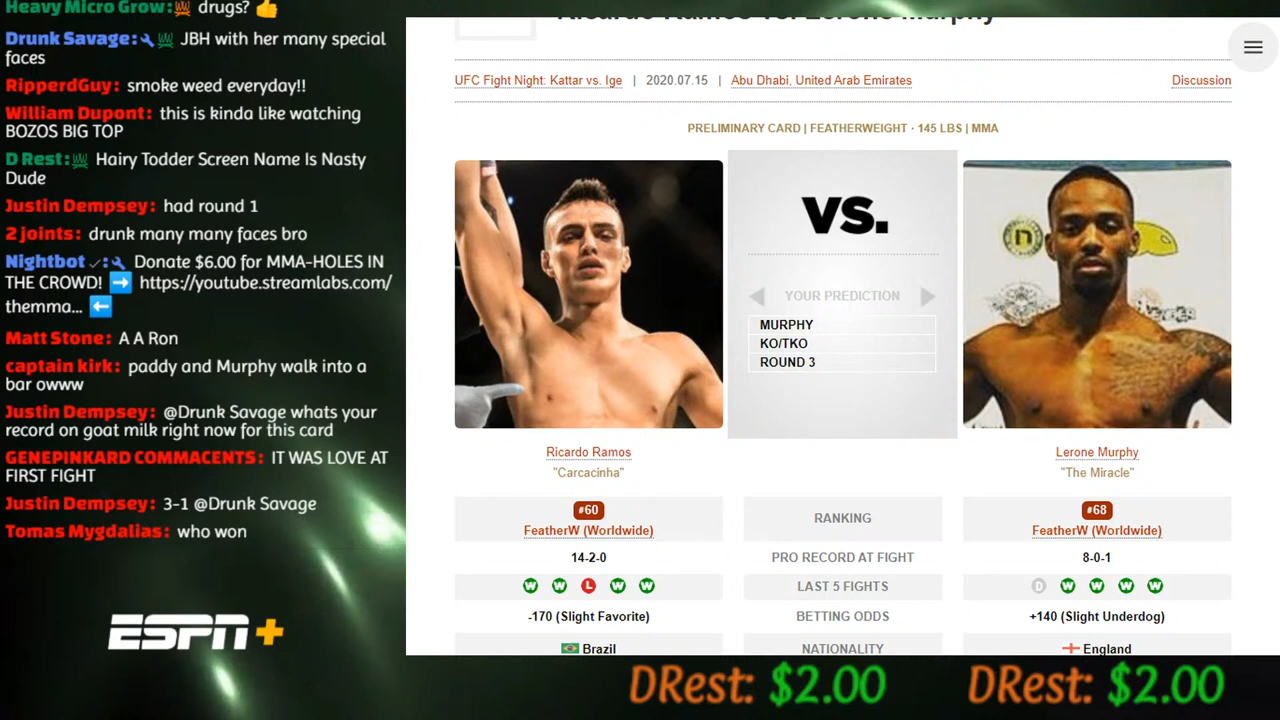 Heavy Micro Grow: drugs? 👍
Drunk Savage: JBH with her many special
faces
RipperdGuy: smoke weed everyday!!
William Dupont: this is kinda like watching
BOZOS BIG TOP
D Rest: Hairy Todder Screen Name Is Nasty
Dude
Justin Dempsey: had round 1
2 joints: drunk many many faces bro
Nightbot ✓: Donate $6.00 for MMA-HOLES IN
THE CROWD! ➡ https://youtube.streamlabs.com/
themma... ⬅
Matt Stone: A A Ron
captain kirk: paddy and Murphy walk into a
bar owww
Justin Dempsey: @Drunk Savage whats your
record on goat milk right now for this card
GENEPINKARD COMMACENTS: IT WAS LOVE AT
FIRST FIGHT
Justin Dempsey: 3-1 @Drunk Savage
Tomas Mygdalias: who won
ESPN+
Ricardo Ramos vs. Lerone Murphy
UFC Fight Night: Kattar vs. Ige | 2020.07.15 | Abu Dhabi, United Arab Emirates Discussion
PRELIMINARY CARD | FEATHERWEIGHT · 145 LBS | MMA
VS.
YOUR PREDICTION
MURPHY
KO/TKO
ROUND 3
Ricardo Ramos Lerone Murphy
"Carcacinha" "The Miracle"
#60 RANKING #68
FeatherW (Worldwide) FeatherW (Worldwide)
14-2-0 PRO RECORD AT FIGHT 8-0-1
W W L W W LAST 5 FIGHTS D W W W W
-170 (Slight Favorite) BETTING ODDS +140 (Slight Underdog)
Brazil NATIONALITY England
DRest: $2.00 DRest: $2.00